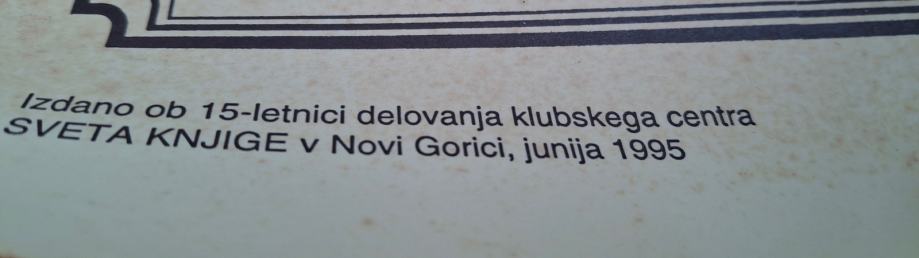 Izdano ob 15-letnici delovanja klubskega centra
SVETA KNJIGE v Novi Gorici, junija 1995